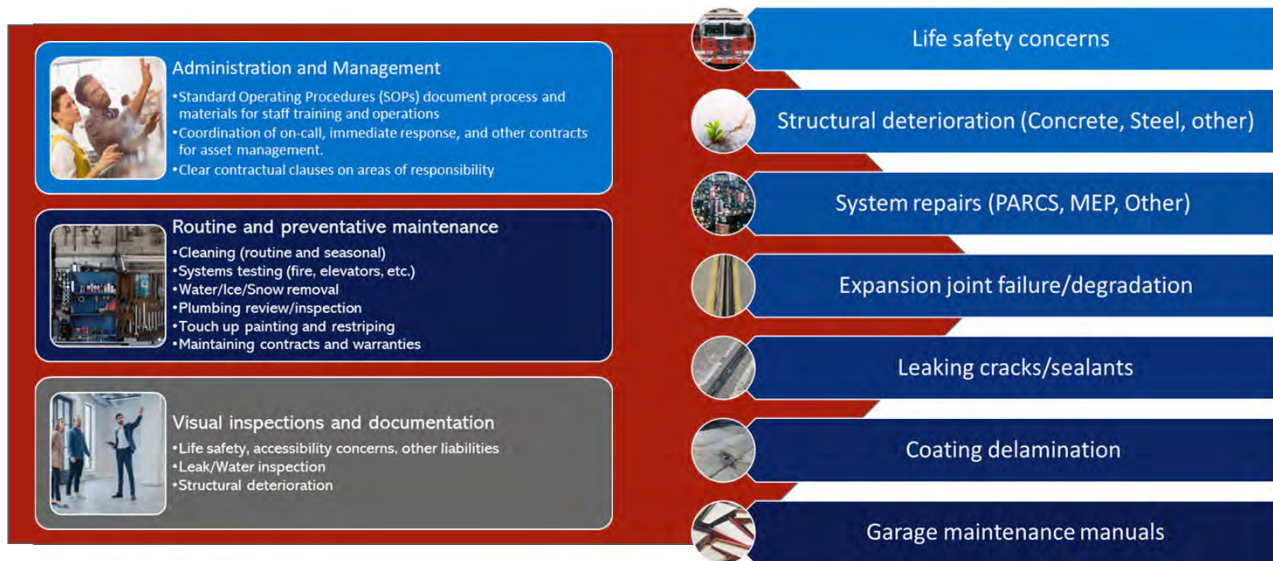 Administration and Management
•Standard Operating Procedures (SOPs) document process and
materials for staff training and operations
•Coordination of on-call, immediate response, and other contracts
for asset management.
•Clear contractual clauses on areas of responsibility
Routine and preventative maintenance
•Cleaning (routine and seasonal)
•Systems testing (fire, elevators, etc.)
•Water/Ice/Snow removal
•Plumbing review/inspection
•Touch up painting and restriping
•Maintaining contracts and warranties
Visual inspections and documentation
•Life safety, accessibility concerns, other liabilities
•Leak/Water inspection
•Structural deterioration
Life safety concerns
Structural deterioration (Concrete, Steel, other)
System repairs (PARCS, MEP, Other)
Expansion joint failure/degradation
Leaking cracks/sealants
Coating delamination
Garage maintenance manuals